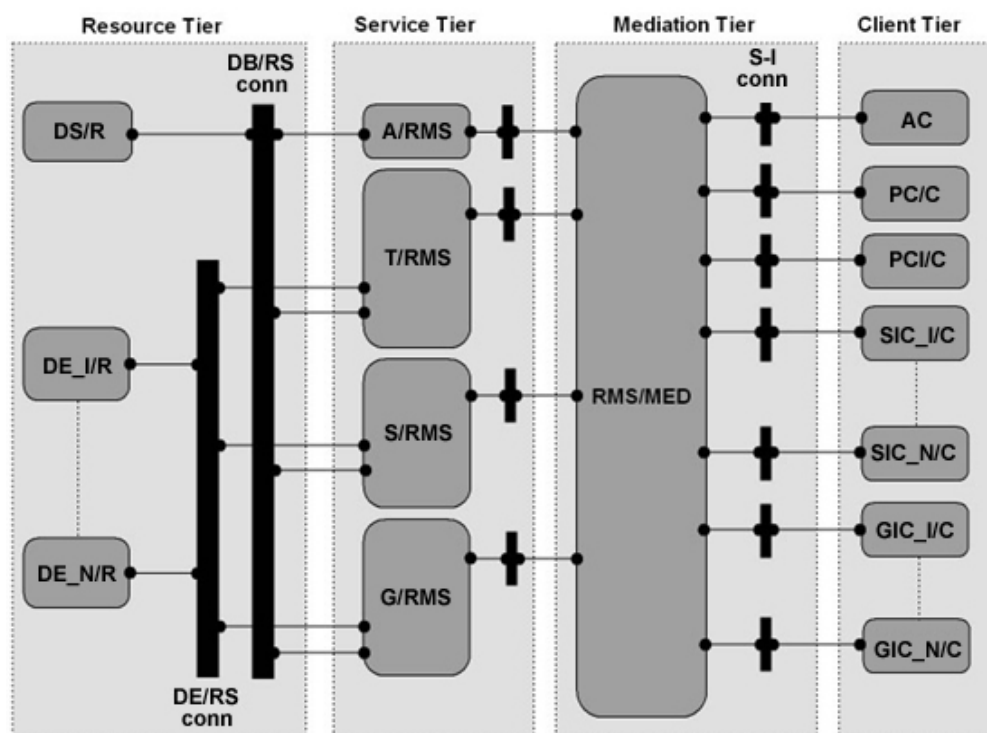 Resource Tier
Service Tier
Mediation Tier
Client Tier
DB/RS
conn
S-I
conn
DS/R
A/RMS
AC
PC/C
T/RMS
PCI/C
DE_I/R
SIC_I/C
RMS/MED
S/RMS
SIC_N/C
GIC_I/C
DE_N/R
G/RMS
GIC_N/C
DE/RS
conn